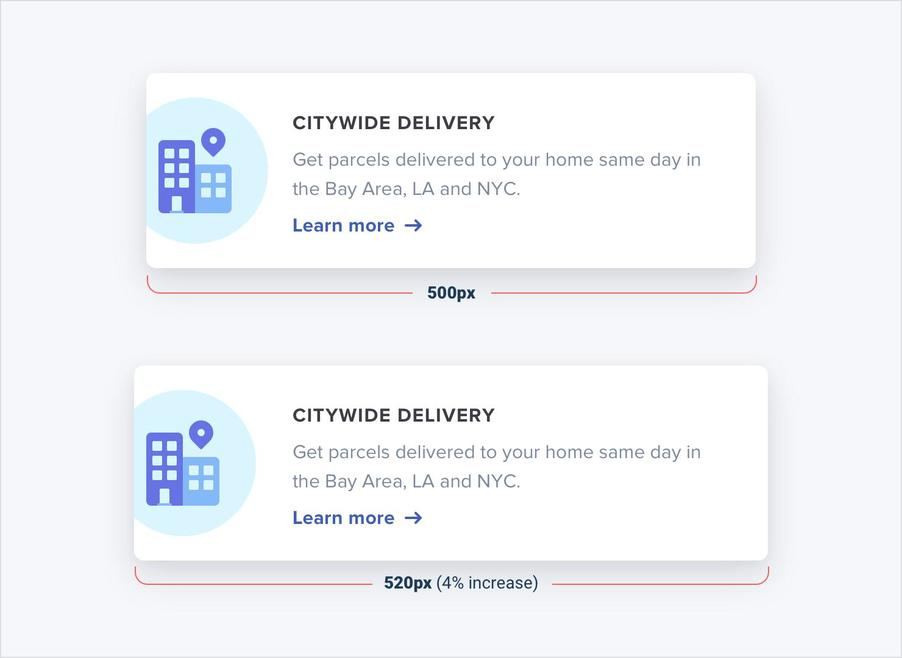 CITYWIDE DELIVERY
Get parcels delivered to your home same day in
the Bay Area, LA and NYC.
Learn more →
500px
CITYWIDE DELIVERY
Get parcels delivered to your home same day in
the Bay Area, LA and NYC.
Learn more →
520px (4% increase)